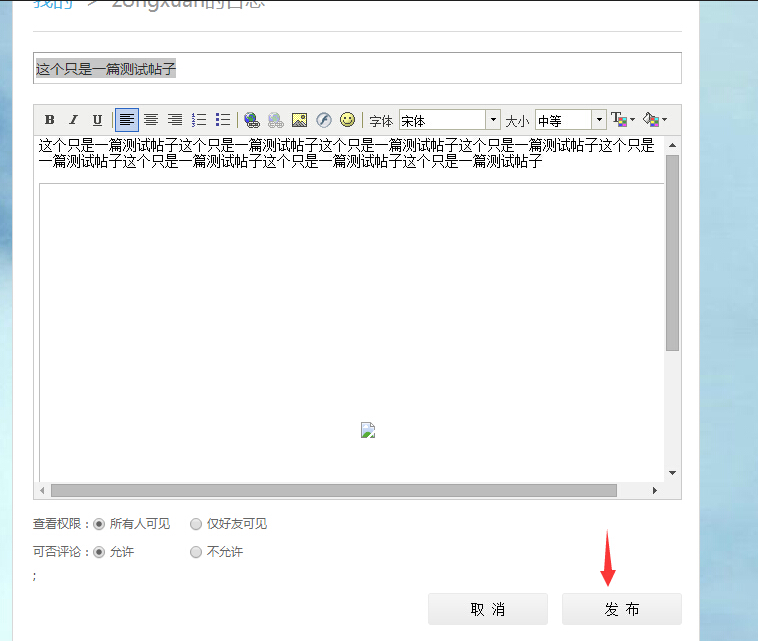 我的 > zongxuan的日志
这个只是一篇测试帖子
B I U 字体 宋体 大小 中等 T
这个只是一篇测试帖子这个只是一篇测试帖子这个只是一篇测试帖子这个只是一篇测试帖子这个只是
一篇测试帖子这个只是一篇测试帖子这个只是一篇测试帖子这个只是一篇测试帖子
查看权限：所有人可见 仅好友可见
可否评论：允许 不允许
;
取 消 发 布